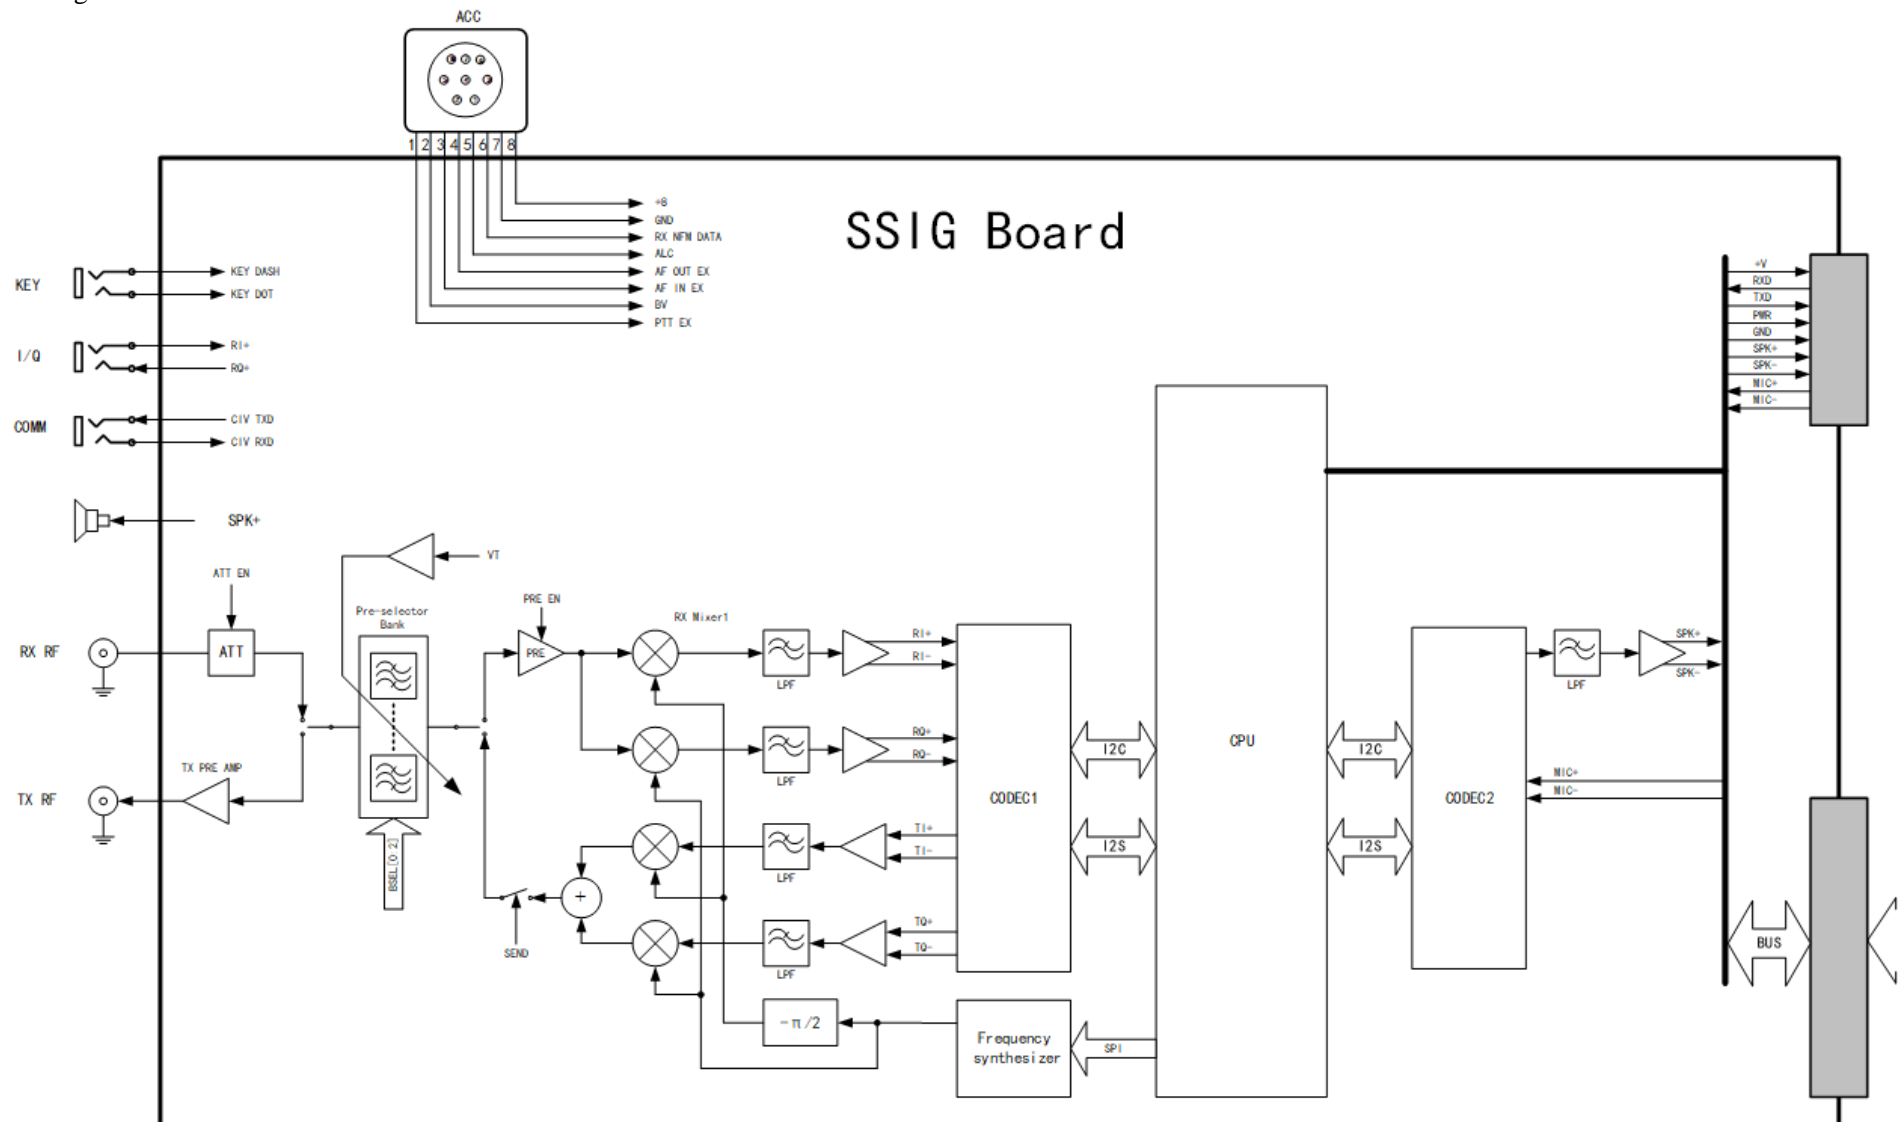 ACC
1 2 3 4 5 6 7 8
+B
GND
RX NFM DATA
ALC
AF OUT EX
AF IN EX
BV
PTT EX
SSIG Board
KEY
KEY DASH
KEY DOT
I/Q
RI+
RQ+
COMM
CIV TXD
CIV RXD
SPK+
+V
RXD
TXD
PWR
GND
SPK+
SPK-
MIC+
MIC-
VT
ATT EN
Pre-selector
Bank
PRE EN
RX Mixer1
RX RF
ATT
PRE
LPF
RI+
RI-
LPF
RQ+
RQ-
TX PRE AMP
TX RF
BSEL[0 2]
LPF
TI+
TI-
+
SEND
LPF
TQ+
TQ-
CODEC1
I2C
I2S
CPU
I2C
I2S
CODEC2
LPF
SPK+
SPK-
MIC+
MIC-
BUS
-π/2
Frequency
synthesizer
SPI